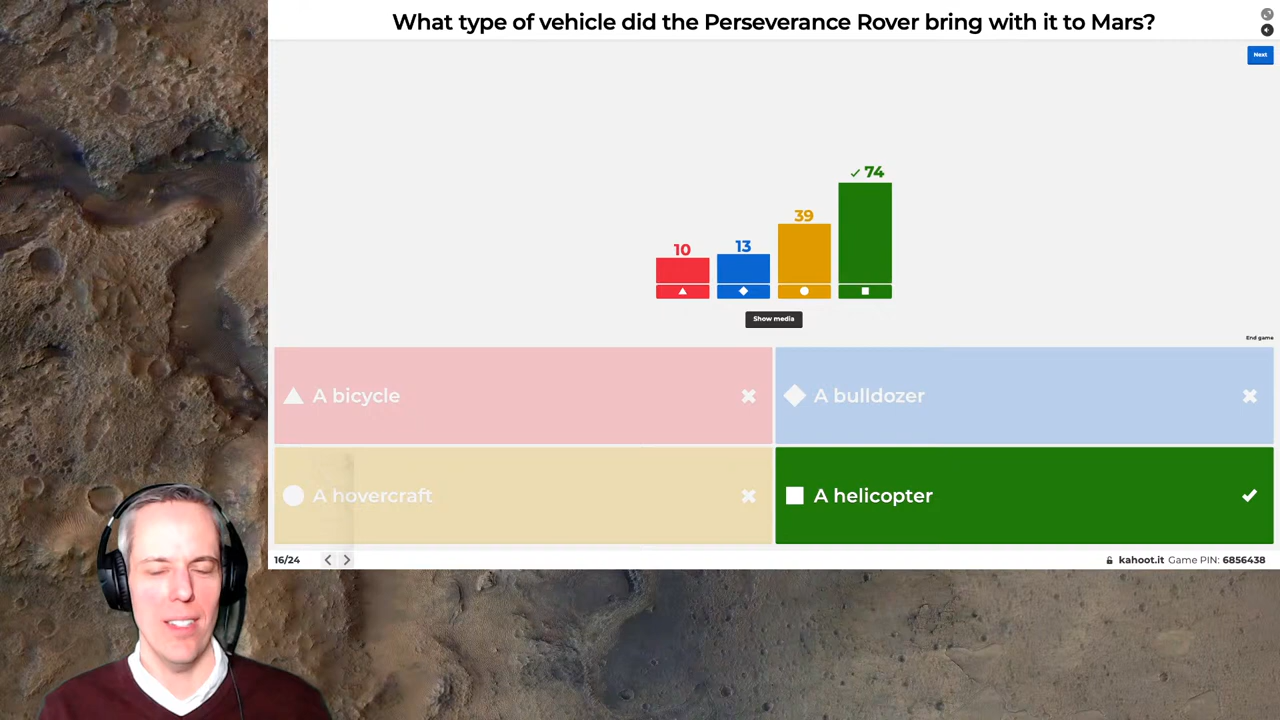 What type of vehicle did the Perseverance Rover bring with it to Mars?
Next
10
13
39
74
Show media
End game
A bicycle
A bulldozer
A hovercraft
A helicopter
16/24
kahoot.it Game PIN: 6856438